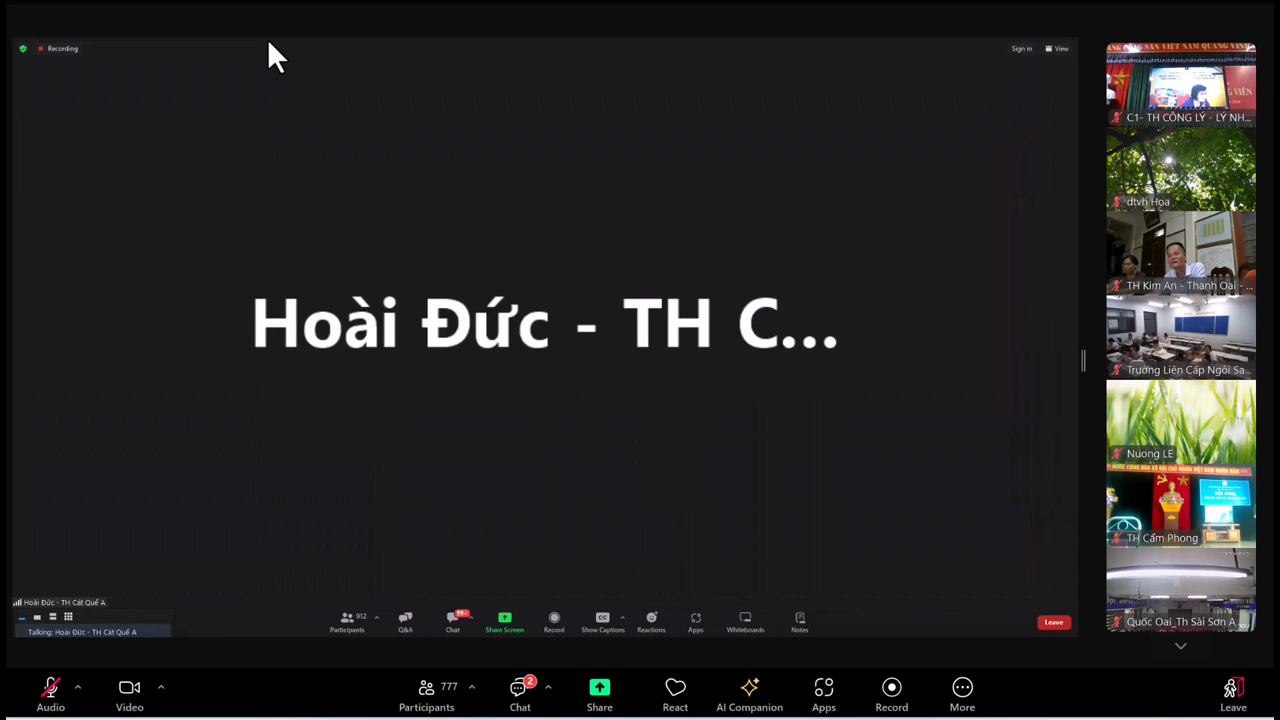 Recording
Sign in
View
Hoài Đức - TH C...
Hoài Đức - TH Cát Quế A
Talking: Hoài Đức - TH Cát Quế A
912
Participants
Q&A
99+
Chat
Share Screen
Record
Show Captions
Reactions
Apps
Whiteboards
Notes
Leave
C1- TH CÔNG LÝ - LÝ NH...
dtvh Hoa
TH Kim An - Thanh Oai - ...
Trường Liên Cấp Ngôi Sa...
Nuong LE
TH Cẩm Phong
Quốc Oai_Th Sài Sơn A
Audio
Video
777
Participants
2
Chat
Share
React
AI Companion
Apps
Record
More
Leave